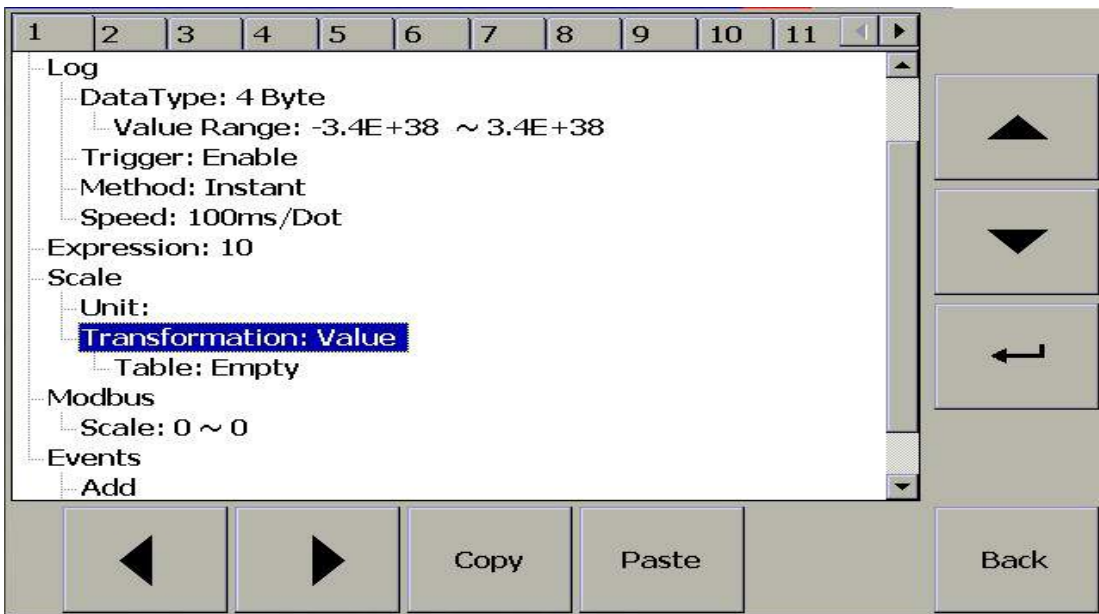 1 2 3 4 5 6 7 8 9 10 11
Log
DataType: 4 Byte
Value Range: -3.4E+38 ~ 3.4E+38
Trigger: Enable
Method: Instant
Speed: 100ms/Dot
Expression: 10
Scale
Unit:
Transformation: Value
Table: Empty
Modbus
Scale: 0 ~ 0
Events
Add
Copy Paste Back